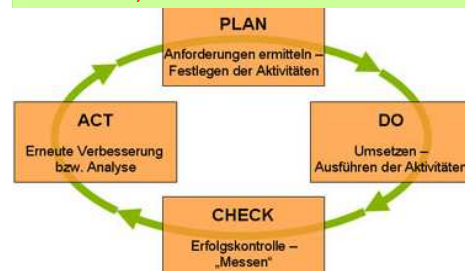 PLAN
Anforderungen ermitteln –
Festlegen der Aktivitäten
ACT
Erneute Verbesserung
bzw. Analyse
DO
Umsetzen –
Ausführen der Aktivitäten
CHECK
Erfolgskontrolle –
„Messen“